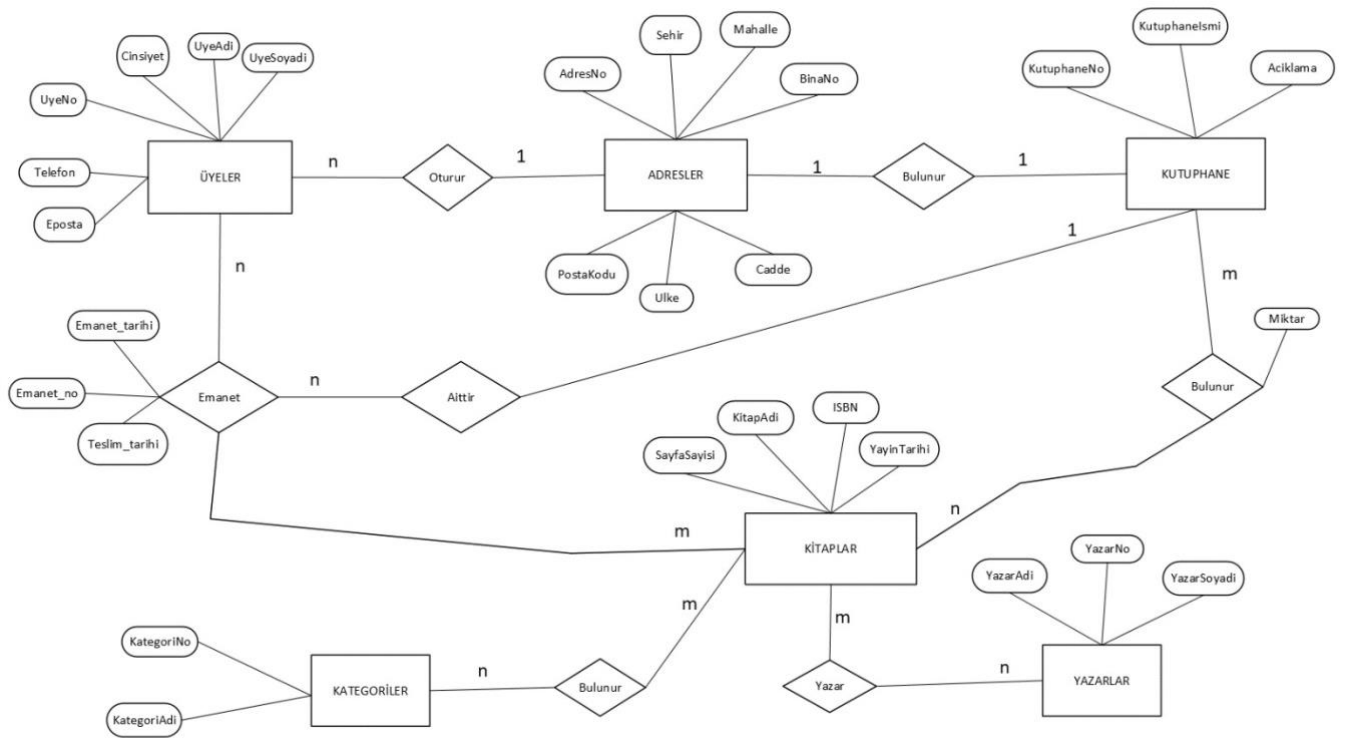 Cinsiyet
UyeAdi
UyeSoyadi
UyeNo
Telefon
Eposta
ÜYELER
n
Oturur
1
Sehir
Mahalle
AdresNo
BinaNo
ADRESLER
PostaKodu
Ulke
Cadde
1
Bulunur
1
KutuphaneIsmi
KutuphaneNo
Aciklama
KUTUPHANE
1
m
n
Emanet_tarihi
Emanet_no
Teslim_tarihi
Emanet
n
Aittir
Miktar
Bulunur
n
ISBN
KitapAdi
SayfaSayisi
YayinTarihi
m
KİTAPLAR
m
m
YazarNo
YazarAdi
YazarSoyadi
KategoriNo
KategoriAdi
KATEGORİLER
n
Bulunur
Yazar
n
YAZARLAR